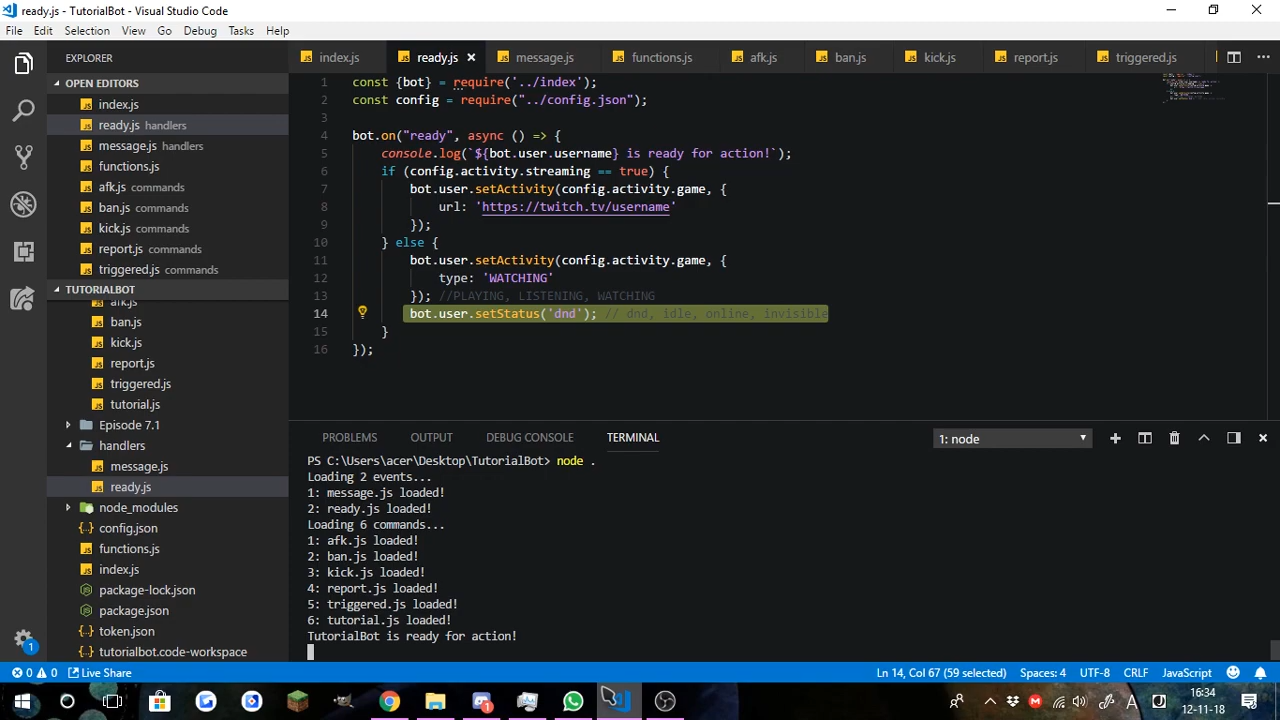 ready.js - TutorialBot - Visual Studio Code
File Edit Selection View Go Debug Tasks Help
EXPLORER
OPEN EDITORS
index.js
ready.js handlers
message.js handlers
functions.js
afk.js commands
ban.js commands
kick.js commands
report.js commands
triggered.js commands
TUTORIALBOT
afk.js
ban.js
kick.js
report.js
triggered.js
tutorial.js
Episode 7.1
handlers
message.js
ready.js
node_modules
config.json
functions.js
index.js
package-lock.json
package.json
token.json
tutorialbot.code-workspace
index.js ready.js message.js functions.js afk.js ban.js kick.js report.js triggered.js
1 const {bot} = require('../index');
2 const config = require("../config.json");
3
4 bot.on("ready", async () => {
5 console.log(`${bot.user.username} is ready for action!`);
6 if (config.activity.streaming == true) {
7 bot.user.setActivity(config.activity.game, {
8 url: 'https://twitch.tv/username'
9 });
10 } else {
11 bot.user.setActivity(config.activity.game, {
12 type: 'WATCHING'
13 }); //PLAYING, LISTENING, WATCHING
14 bot.user.setStatus('dnd'); // dnd, idle, online, invisible
15 }
16 });
PROBLEMS OUTPUT DEBUG CONSOLE TERMINAL 1: node
PS C:\Users\acer\Desktop\TutorialBot> node .
Loading 2 events...
1: message.js loaded!
2: ready.js loaded!
Loading 6 commands...
1: afk.js loaded!
2: ban.js loaded!
3: kick.js loaded!
4: report.js loaded!
5: triggered.js loaded!
6: tutorial.js loaded!
TutorialBot is ready for action!
1
0 0 Live Share Ln 14, Col 67 (59 selected) Spaces: 4 UTF-8 CRLF JavaScript
1
16:34
12-11-18